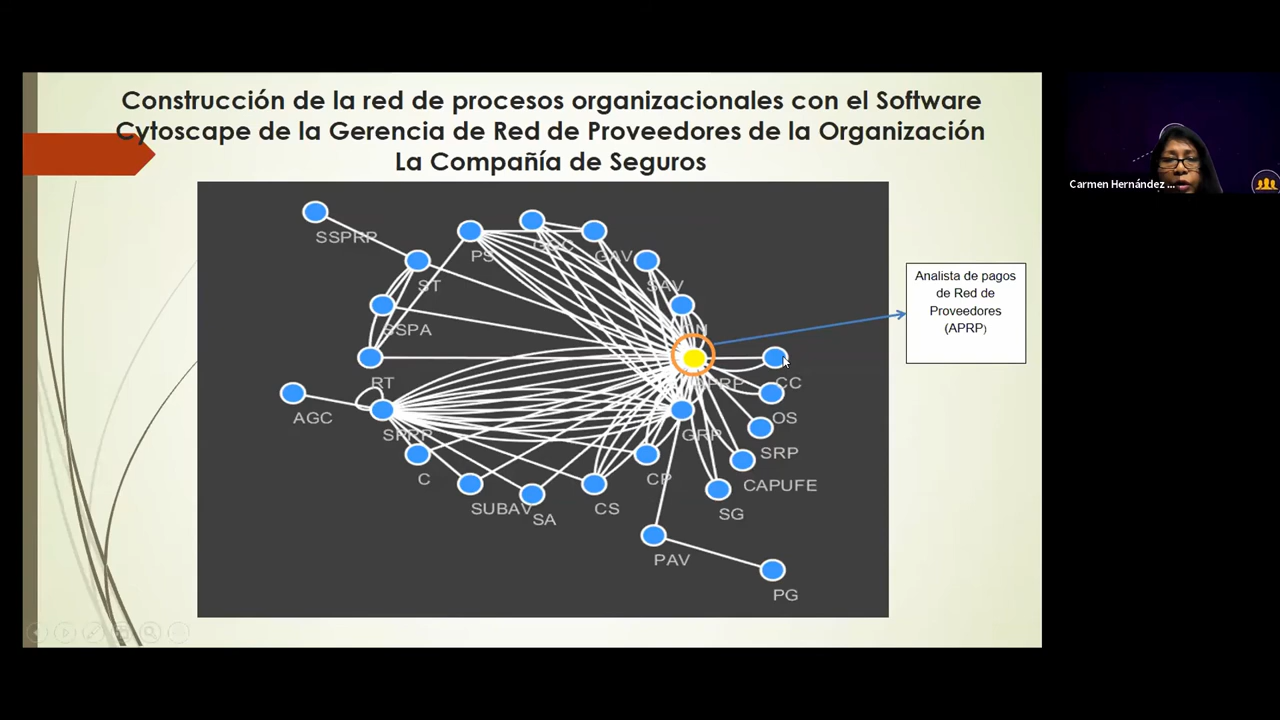 Construcción de la red de procesos organizacionales con el Software
Cytoscape de la Gerencia de Red de Proveedores de la Organización
La Compañía de Seguros
Carmen Hernández ...
SSPRP
PS
GAV
ST
SAV
Analista de pagos
de Red de
Proveedores
(APRP)
SSPA
RT
CC
AGC
OS
GRP
SRP
C
CP
CAPUFE
SUBAV
SA
CS
SG
PAV
PG